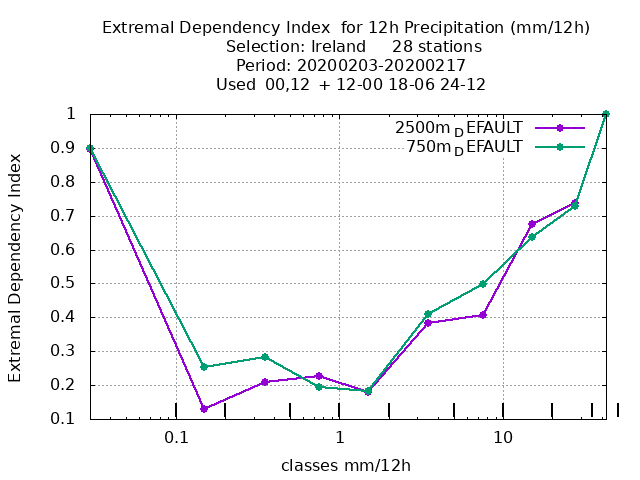 Extremal Dependency Index  for 12h Precipitation (mm/12h)
Selection: Ireland     28 stations
Period: 20200203-20200217
Used  00,12  + 12-00 18-06 24-12
2500m_DEFAULT
750m_DEFAULT
1
0.9
0.8
0.7
0.6
0.5
0.4
0.3
0.2
0.1
Extremal Dependency Index
0.1 1 10
classes mm/12h